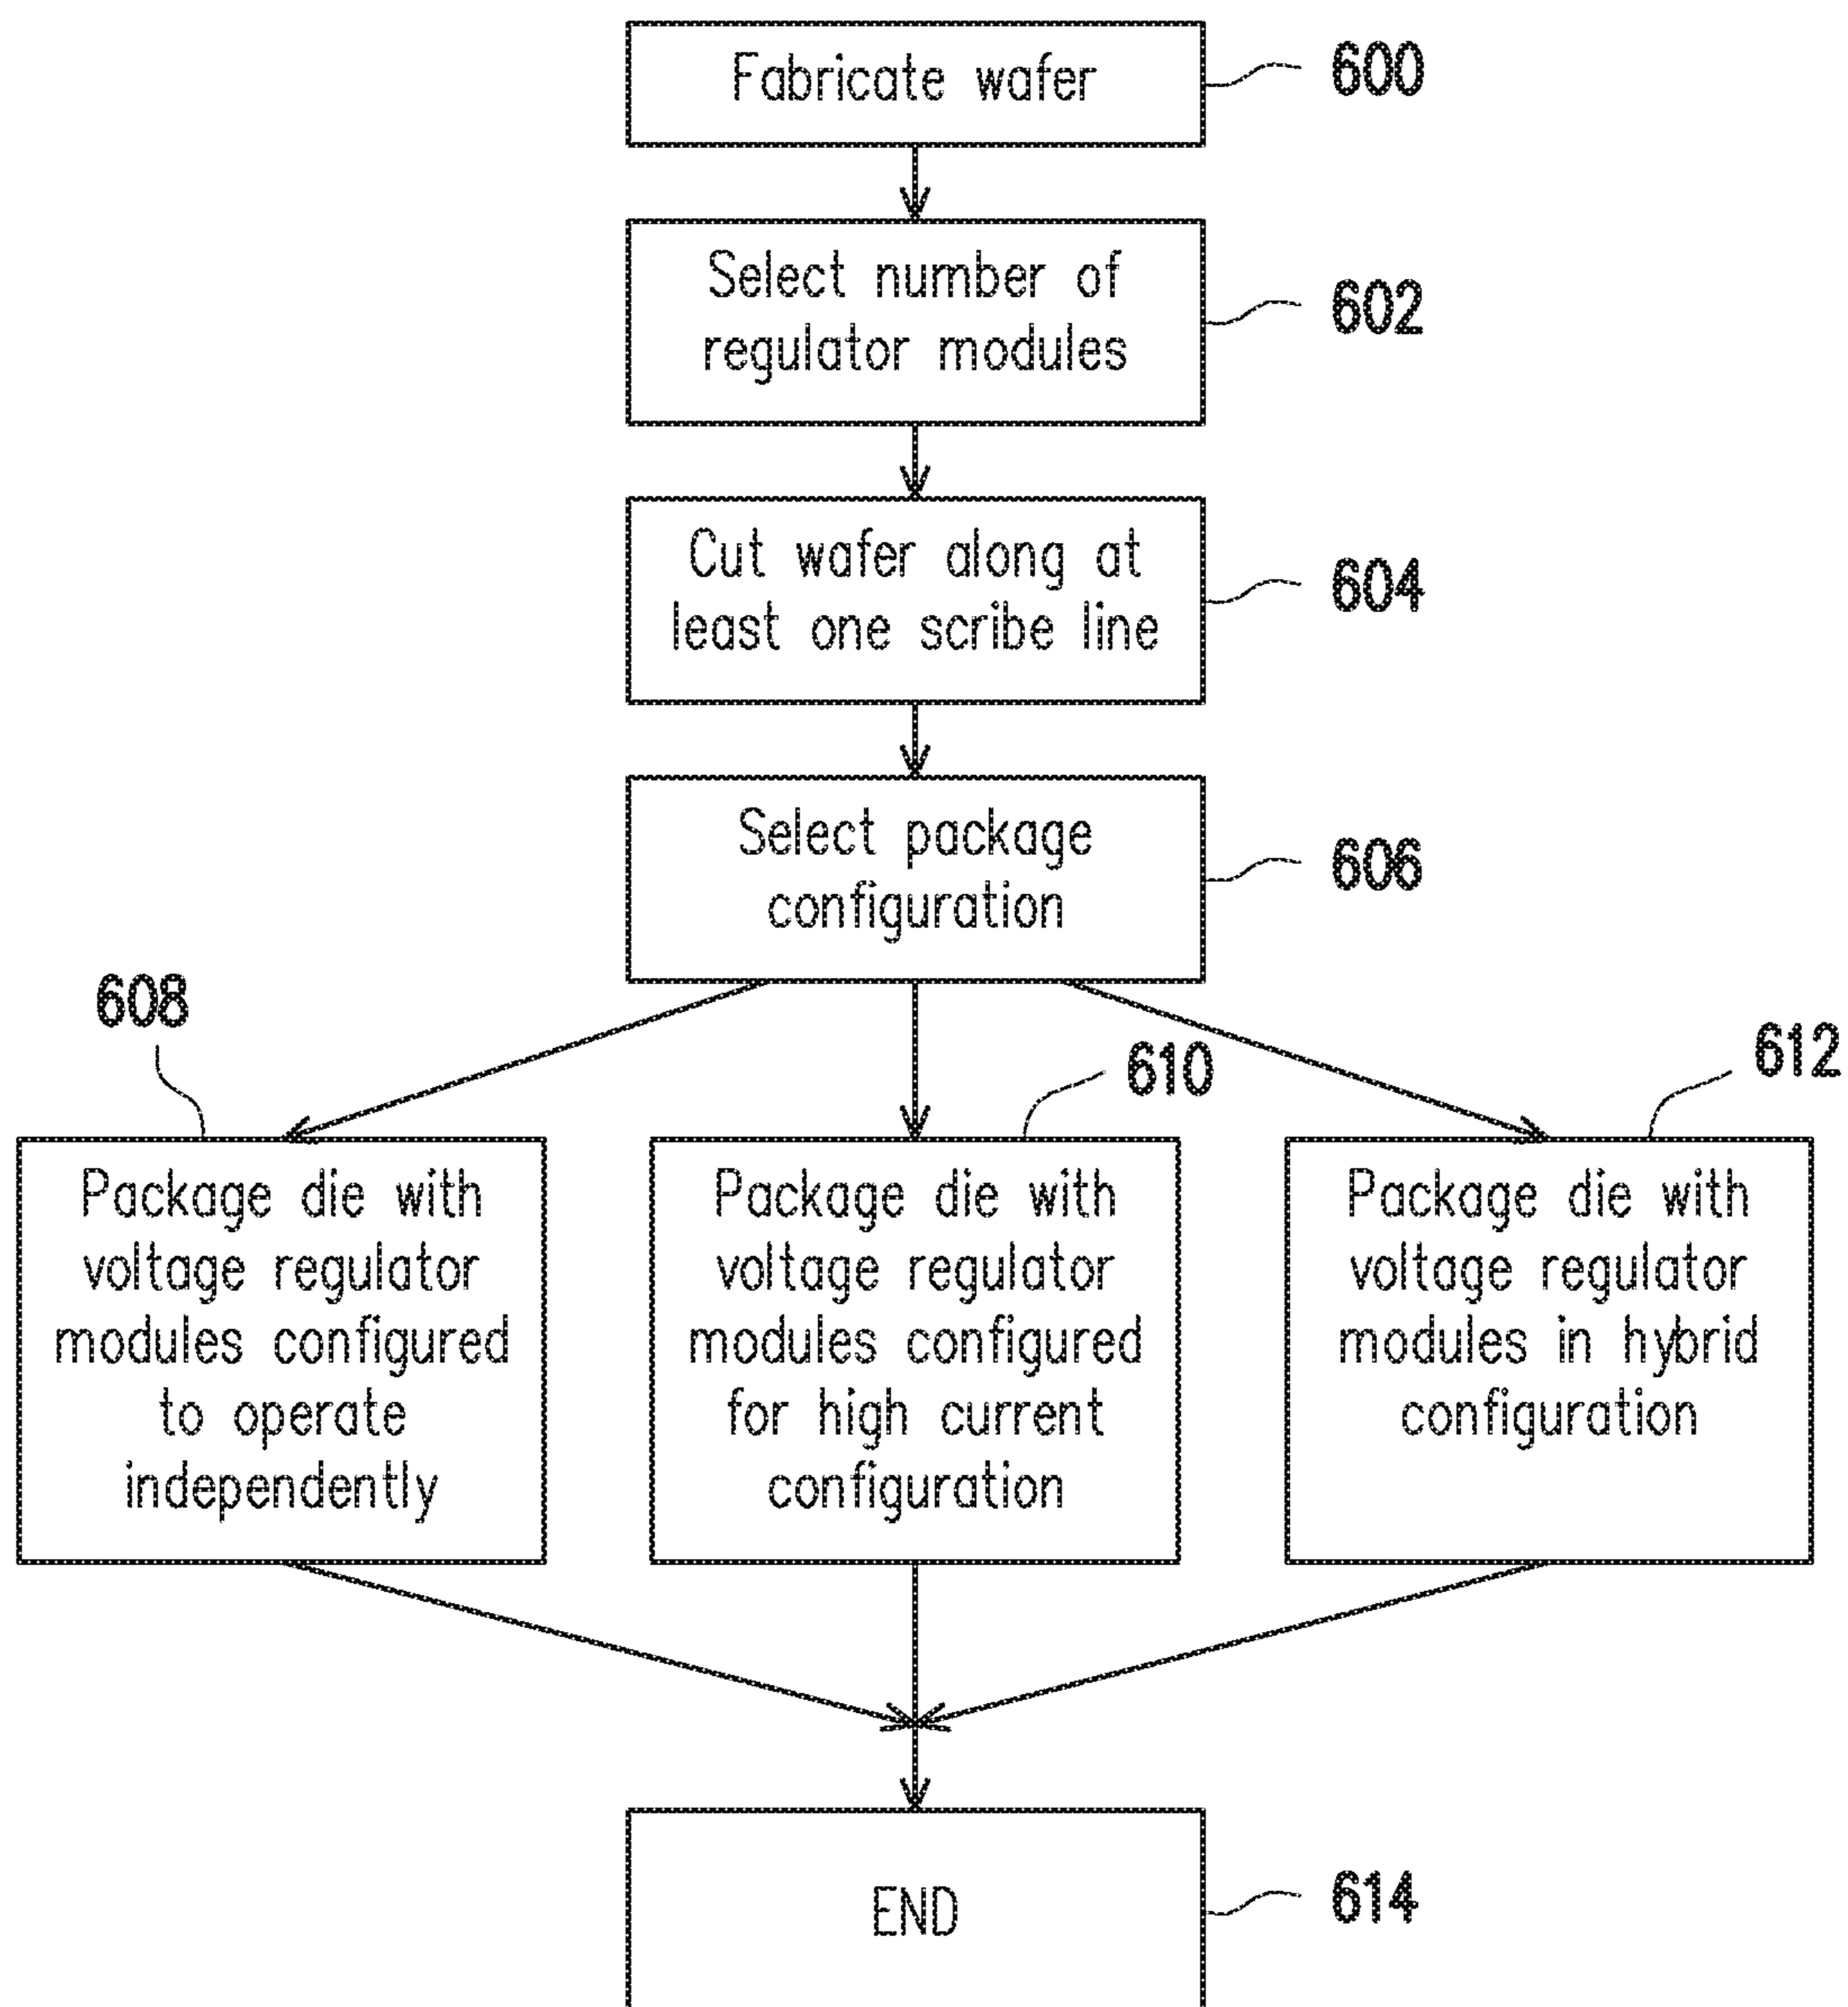 Fabricate wafer
600
Select number of
regulator modules
602
Cut wafer along at
least one scribe line
604
Select package
configuration
606
608
Package die with
voltage regulator
modules configured
to operate
independently
610
Package die with
voltage regulator
modules configured
for high current
configuration
612
Package die with
voltage regulator
modules in hybrid
configuration
END
614